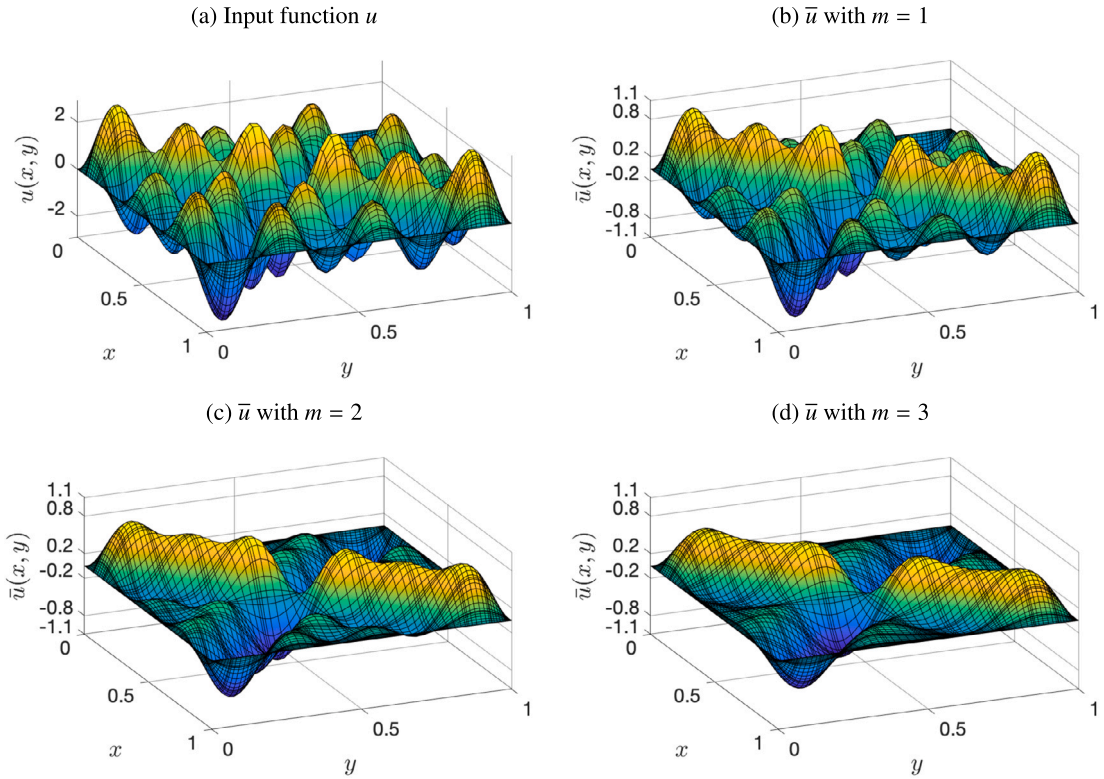 (a) Input function u
(b) u̅ with m = 1
2
0
-2
u(x, y)
0
0.5
1
x
0
0.5
1
y
1.1
0.8
0.2
-0.2
-0.8
-1.1
u̅(x, y)
0
0.5
1
x
0
0.5
1
y
(c) u̅ with m = 2
(d) u̅ with m = 3
1.1
0.8
0.2
-0.2
-0.8
-1.1
u̅(x, y)
0
0.5
1
x
0
0.5
1
y
1.1
0.8
0.2
-0.2
-0.8
-1.1
u̅(x, y)
0
0.5
1
x
0
0.5
1
y